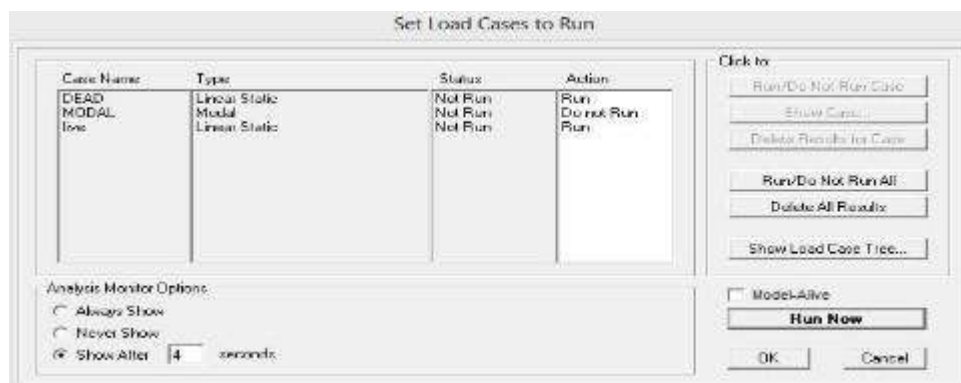 Set Load Cases to Run
Case Name Type Status Action
DEAD Linear Static Not Run Run
MODAL Modal Not Run Do not Run
live Linear Static Not Run Run
Click to:
Run/Do Not Run Case
Show Case...
Delete Results for Case
Run/Do Not Run All
Delete All Results
Show Load Case Tree...
Analysis Monitor Options
Always Show
Never Show
Show After 4 seconds
Model-Alive
Run Now
OK Cancel